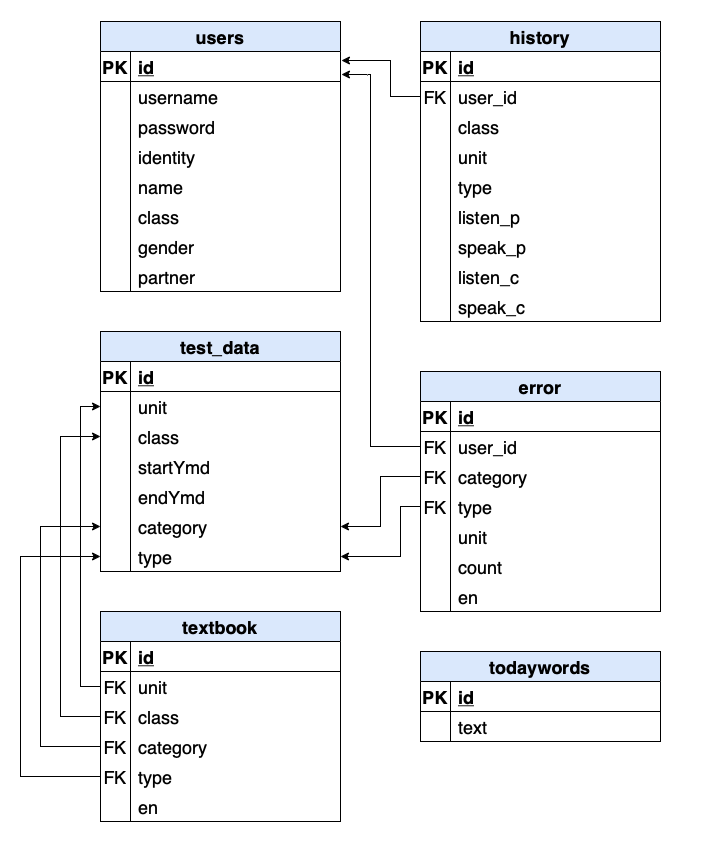 users
PK id
username
password
identity
name
class
gender
partner
history
PK id
FK user_id
class
unit
type
listen_p
speak_p
listen_c
speak_c
test_data
PK id
unit
class
startYmd
endYmd
category
type
error
PK id
FK user_id
FK category
FK type
unit
count
en
textbook
PK id
FK unit
FK class
FK category
FK type
en
todaywords
PK id
text